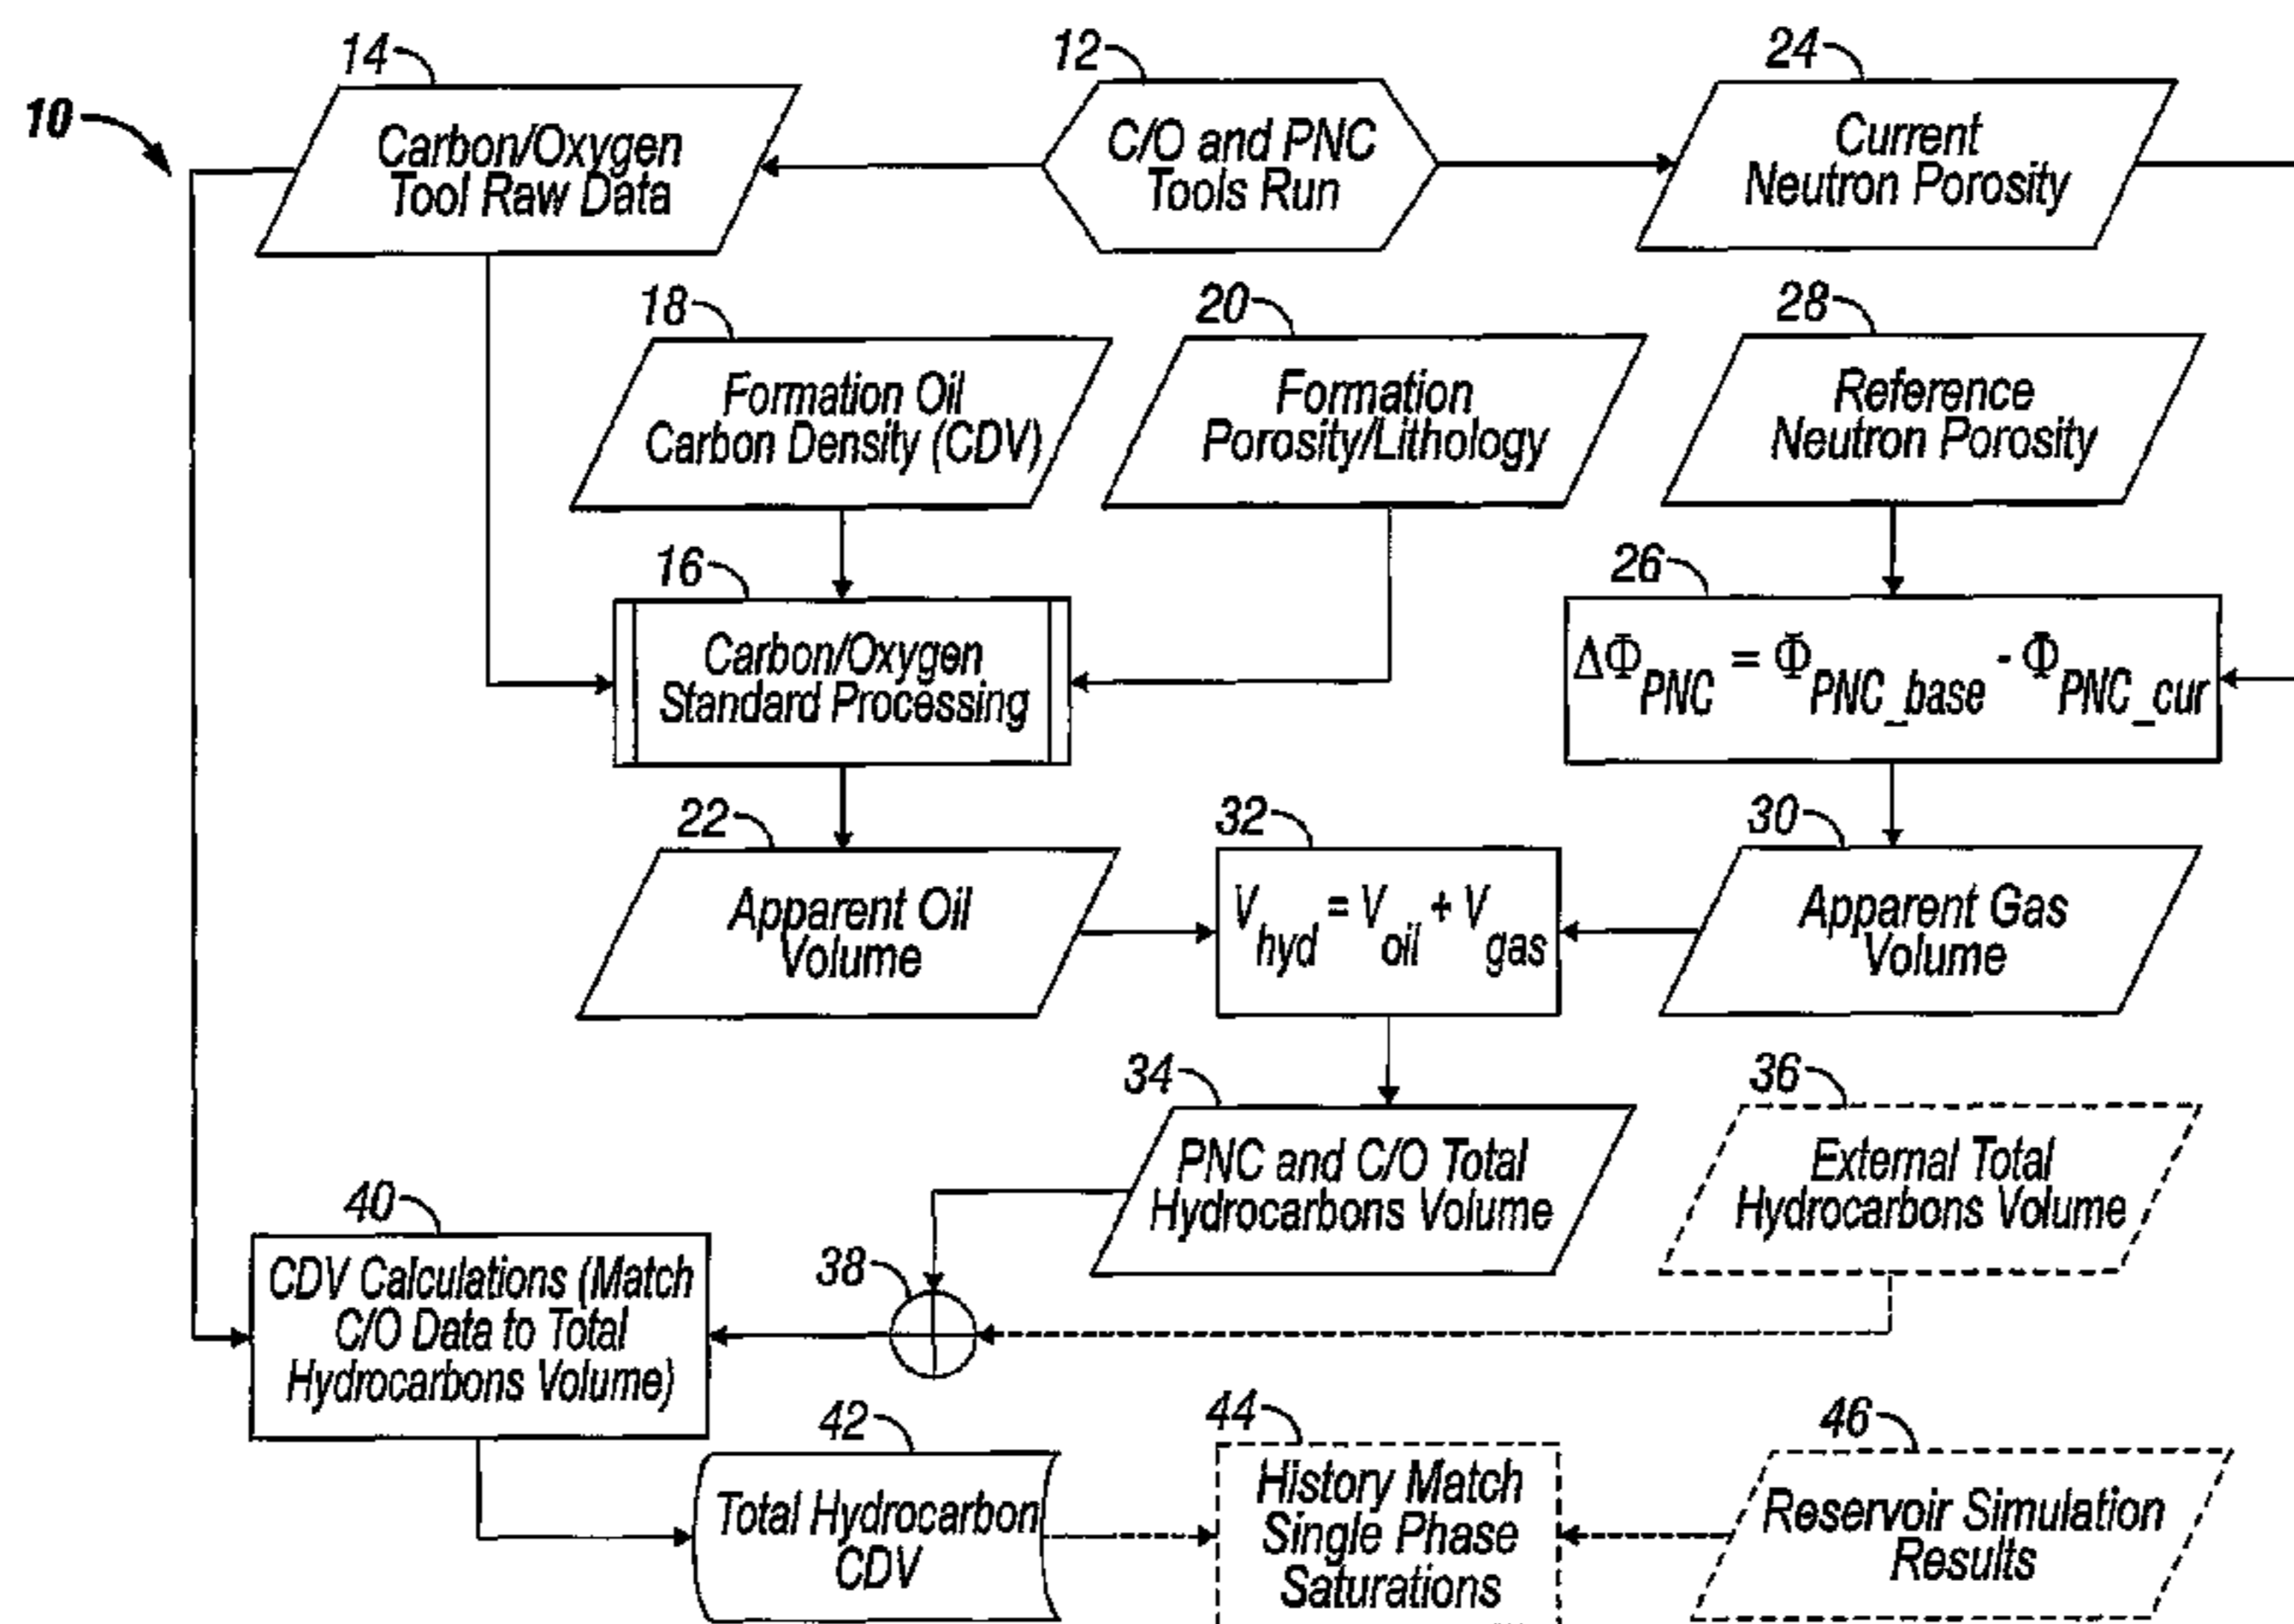 10
14
Carbon/Oxygen
Tool Raw Data
12
C/O and PNC
Tools Run
24
Current
Neutron Porosity
18
Formation Oil
Carbon Density (CDV)
20
Formation
Porosity/Lithology
28
Reference
Neutron Porosity
16
Carbon/Oxygen
Standard Processing
26
ΔΦPNC = ΦPNC_base - ΦPNC_cur
22
Apparent Oil
Volume
32
Vhyd = Voil + Vgas
30
Apparent Gas
Volume
34
PNC and C/O Total
Hydrocarbons Volume
36
External Total
Hydrocarbons Volume
38
40
CDV Calculations (Match
C/O Data to Total
Hydrocarbons Volume)
42
Total Hydrocarbon
CDV
44
History Match
Single Phase
Saturations
46
Reservoir Simulation
Results